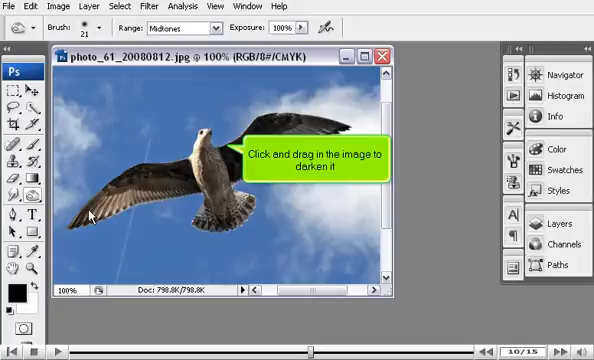 File Edit Image Layer Select Filter Analysis View Window Help
Brush: 21 Range: Midtones Exposure: 100%
Ps
photo_61_20080812.jpg @ 100% (RGB/8#/CMYK)
Click and drag in the image to
darken it
100% Doc: 798.8K/798.8K
Navigator
Histogram
Info
Color
Swatches
Styles
Layers
Channels
Paths
10/15